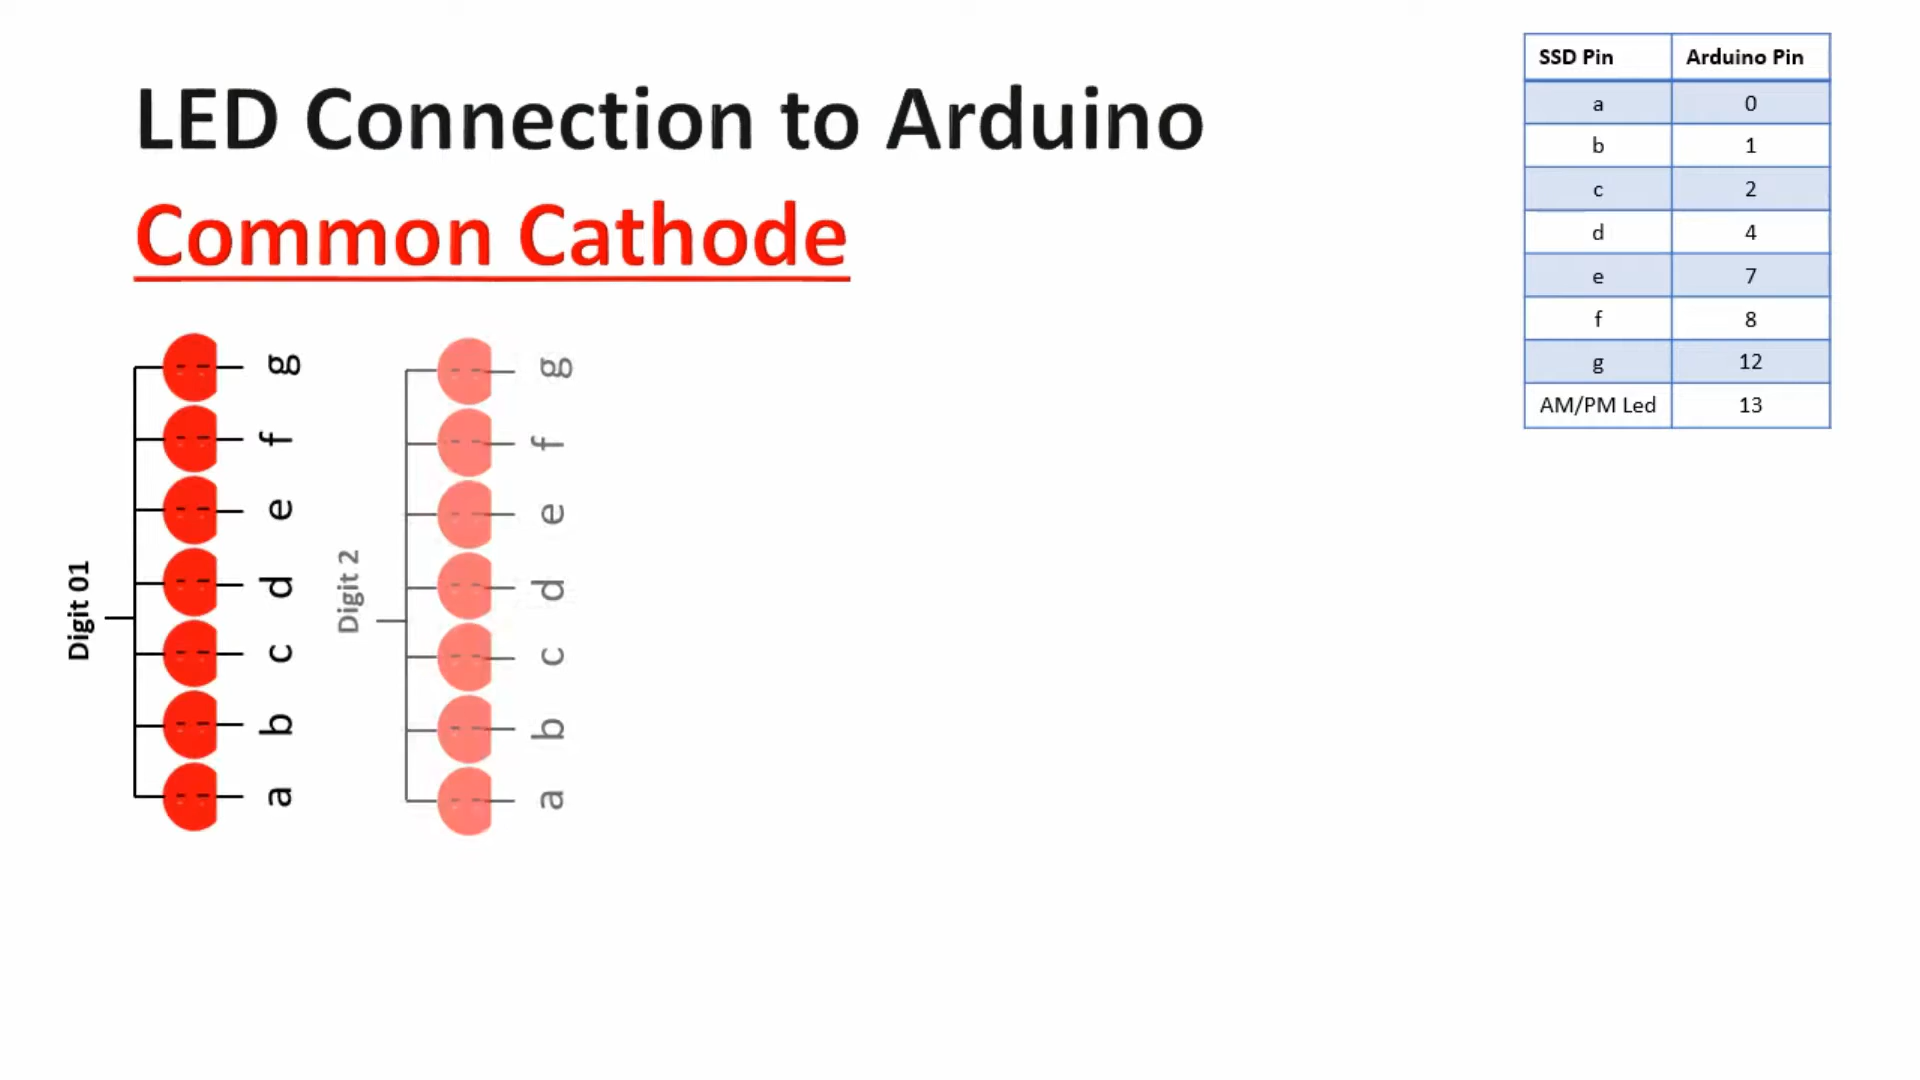 LED Connection to Arduino
Common Cathode
SSD Pin Arduino Pin
a 0
b 1
c 2
d 4
e 7
f 8
g 12
AM/PM Led 13
Digit 01
g
f
e
d
c
b
a
Digit 2
g
f
e
d
c
b
a